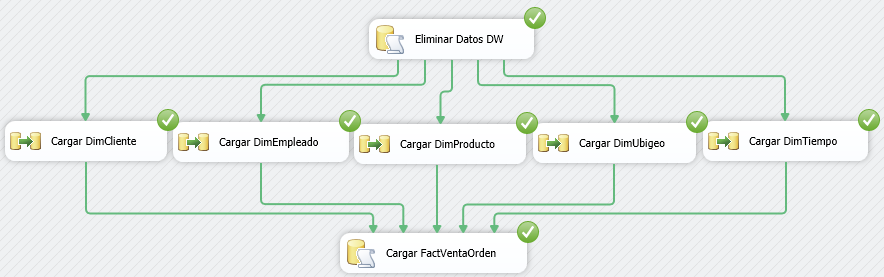 Eliminar Datos DW
Cargar DimCliente
Cargar DimEmpleado
Cargar DimProducto
Cargar DimUbigeo
Cargar DimTiempo
Cargar FactVentaOrden